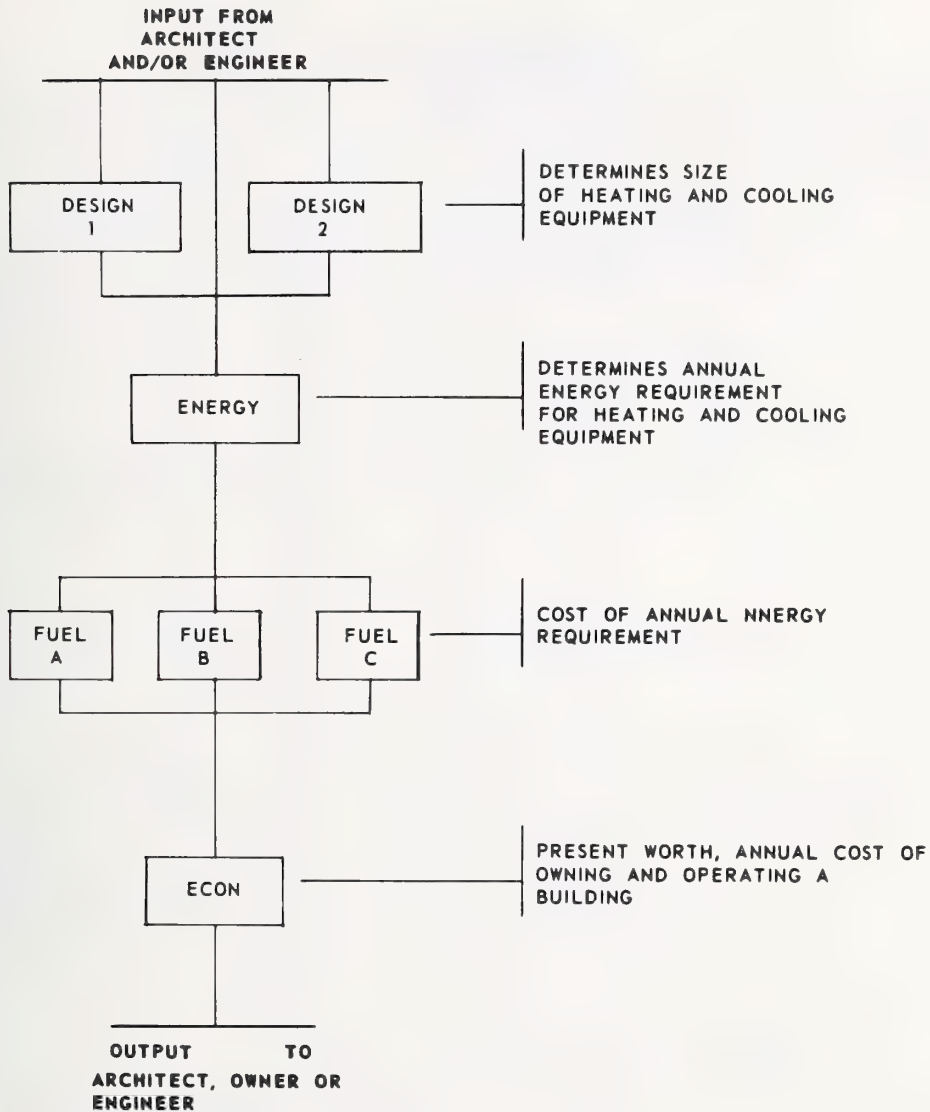 INPUT FROM
ARCHITECT
AND/OR ENGINEER
DESIGN
1
DESIGN
2
DETERMINES SIZE
OF HEATING AND COOLING
EQUIPMENT
ENERGY
DETERMINES ANNUAL
ENERGY REQUIREMENT
FOR HEATING AND COOLING
EQUIPMENT
FUEL
A
FUEL
B
FUEL
C
COST OF ANNUAL NNERGY
REQUIREMENT
ECON
PRESENT WORTH, ANNUAL COST OF
OWNING AND OPERATING A
BUILDING
OUTPUT TO
ARCHITECT, OWNER OR
ENGINEER